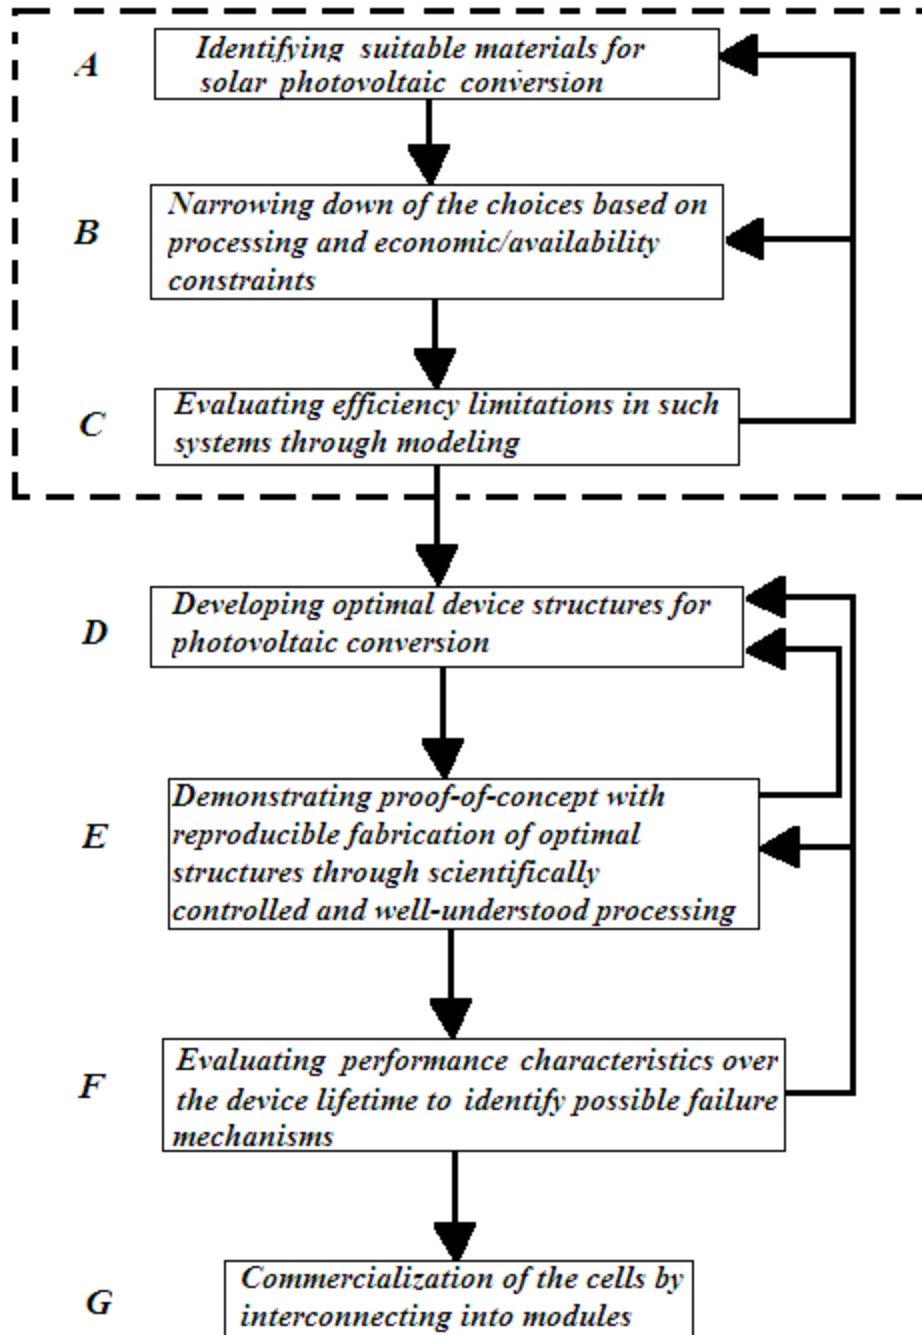 A
Identifying suitable materials for
solar photovoltaic conversion
B
Narrowing down of the choices based on
processing and economic/availability
constraints
C
Evaluating efficiency limitations in such
systems through modeling
D
Developing optimal device structures for
photovoltaic conversion
E
Demonstrating proof-of-concept with
reproducible fabrication of optimal
structures through scientifically
controlled and well-understood processing
F
Evaluating performance characteristics over
the device lifetime to identify possible failure
mechanisms
G
Commercialization of the cells by
interconnecting into modules